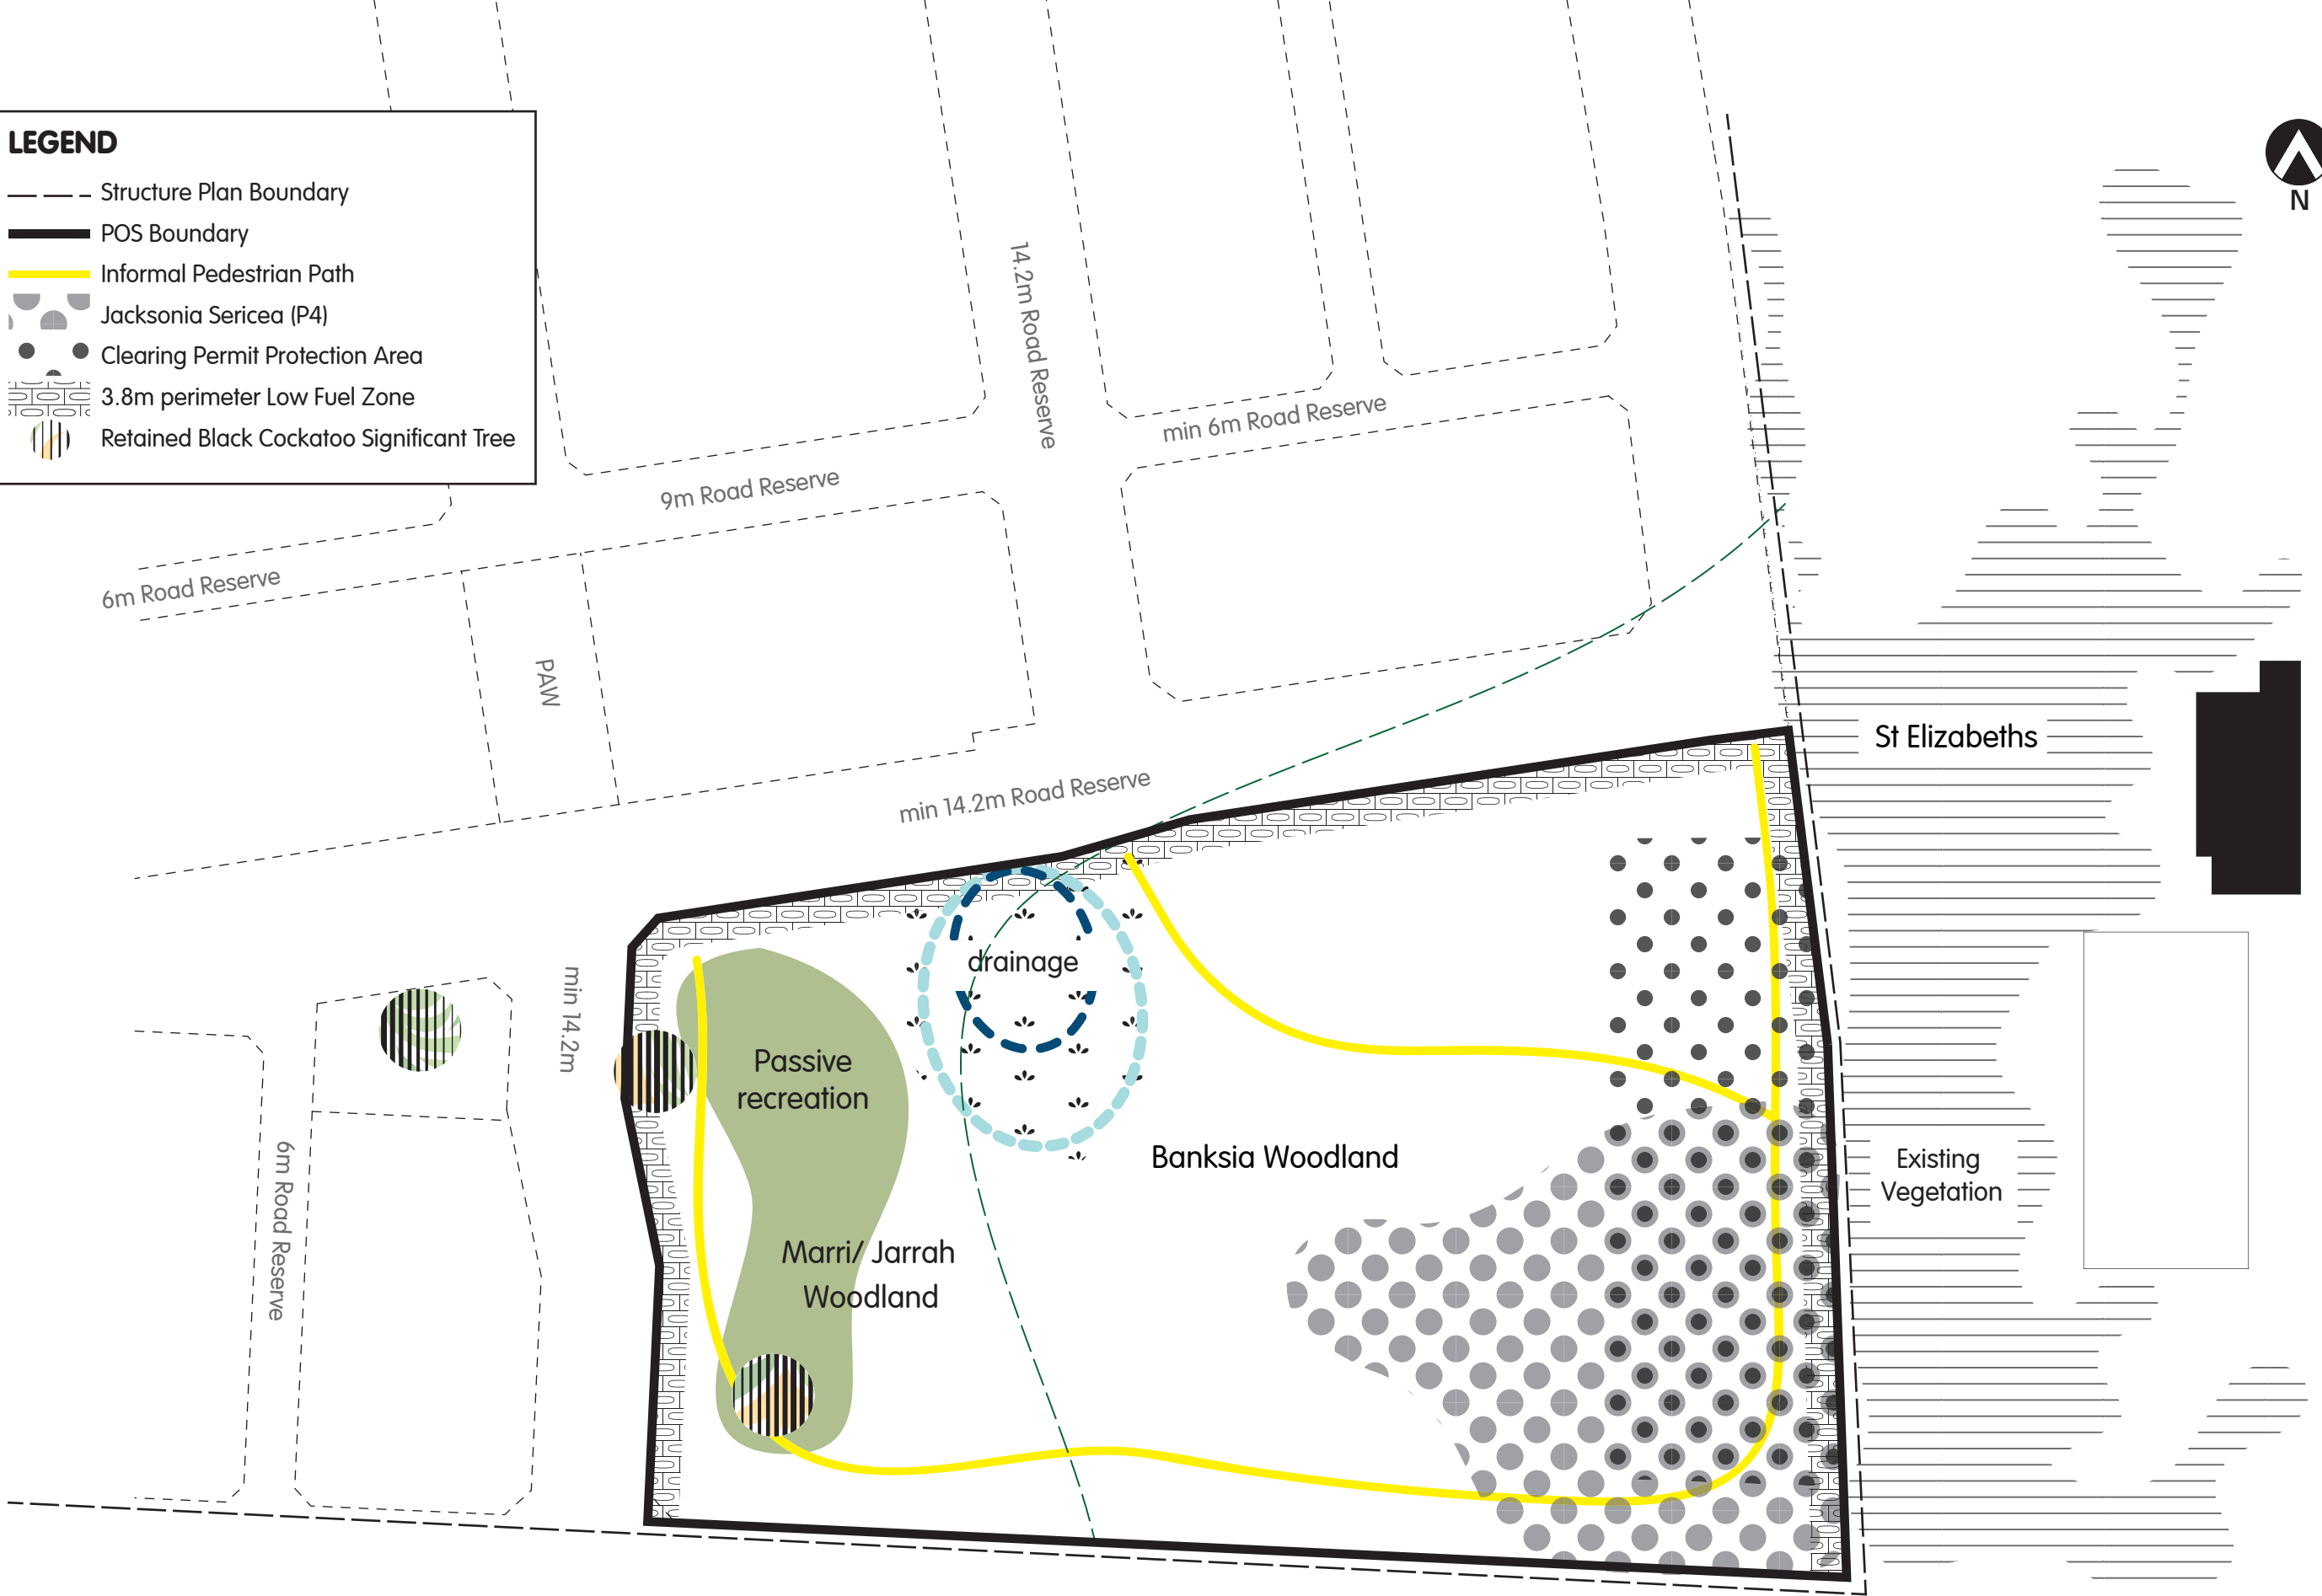 LEGEND
Structure Plan Boundary
POS Boundary
Informal Pedestrian Path
Jacksonia Sericea (P4)
Clearing Permit Protection Area
3.8m perimeter Low Fuel Zone
Retained Black Cockatoo Significant Tree
N
14.2m Road Reserve
min 6m Road Reserve
9m Road Reserve
6m Road Reserve
PAW
St Elizabeths
min 14.2m Road Reserve
drainage
min 14.2m
Passive
recreation
Banksia Woodland
Existing
Vegetation
6m Road Reserve
Marri/ Jarrah
Woodland